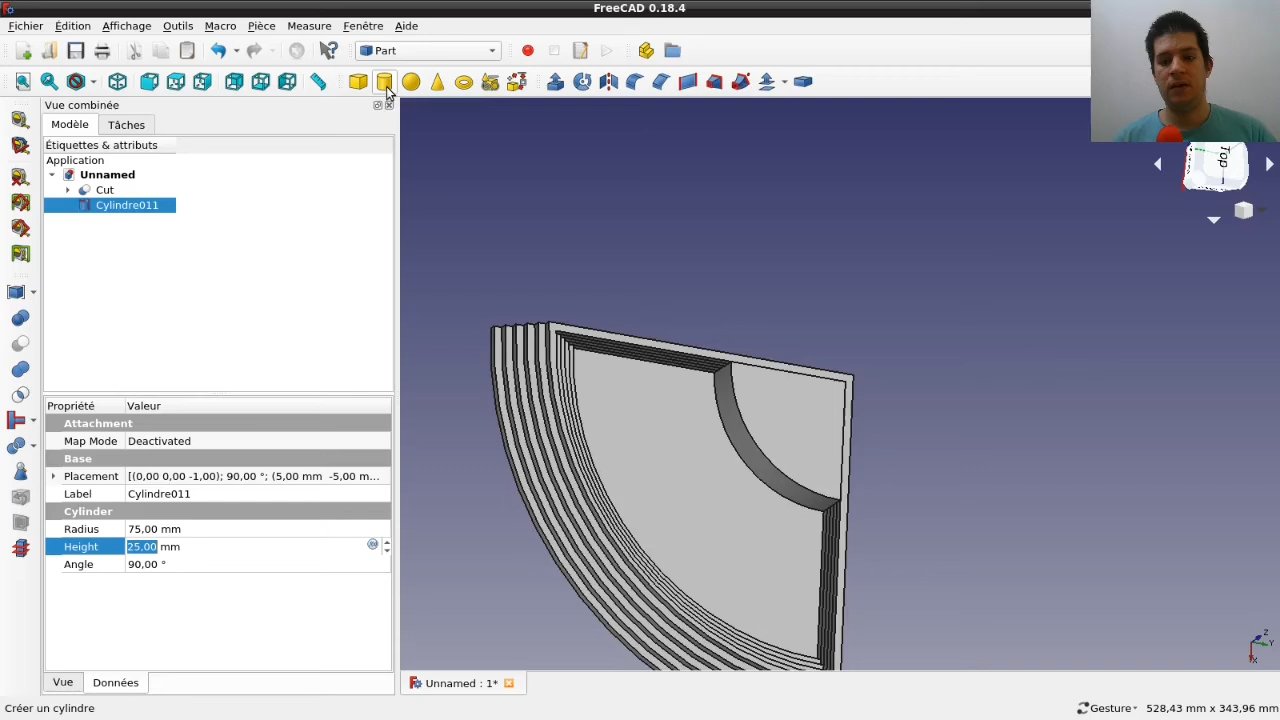 FreeCAD 0.18.4
Fichier Édition Affichage Outils Macro Pièce Measure Fenêtre Aide
Part
Vue combinée
Modèle Tâches
Étiquettes & attributs
Application
Unnamed
Cut
Cylindre011
Top
Propriété Valeur
Attachment
Map Mode Deactivated
Base
Placement [(0,00 0,00 -1,00); 90,00 °; (5,00 mm -5,00 m...
Label Cylindre011
Cylinder
Radius 75,00 mm
Height 25,00 mm
Angle 90,00 °
Z
Y
X
Vue Données
Unnamed : 1*
Créer un cylindre
Gesture 528,43 mm x 343,96 mm